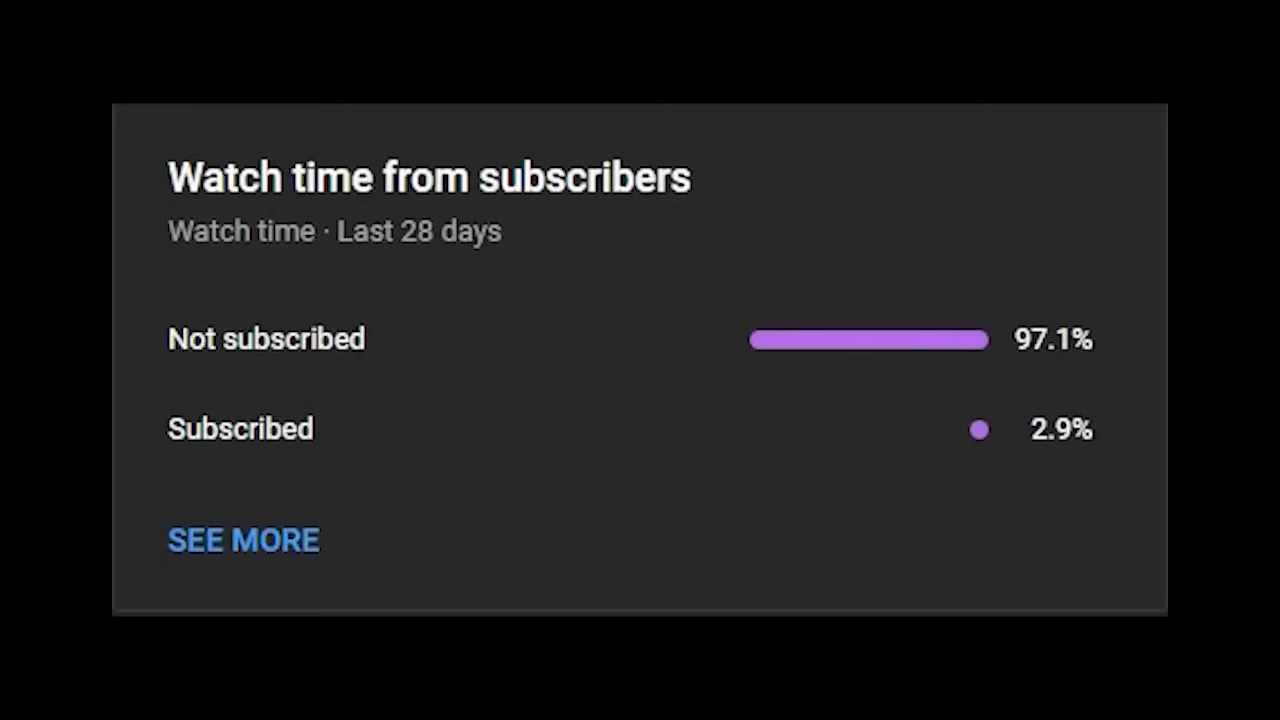 Watch time from subscribers
Watch time · Last 28 days
Not subscribed 97.1%
Subscribed 2.9%
SEE MORE